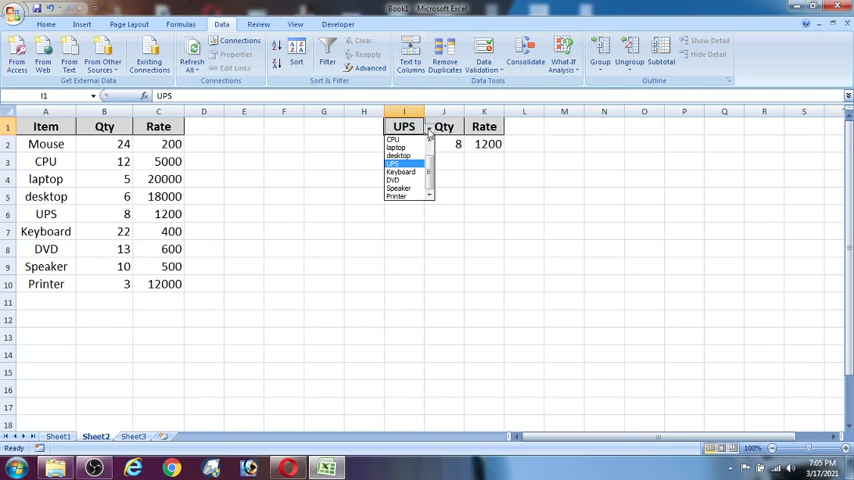 Book1 - Microsoft Excel
Home Insert Page Layout Formulas Data Review View Developer
From Access
From Web
From Text
From Other Sources
Existing Connections
Refresh All
Connections
Properties
Edit Links
Sort
Filter
Clear
Reapply
Advanced
Text to Columns
Remove Duplicates
Data Validation
Consolidate
What-If Analysis
Group
Ungroup
Subtotal
Show Detail
Hide Detail
Get External Data Connections Sort & Filter Data Tools Outline
I1 fx UPS
A B C D E F G H I J K L M N O P Q R S
1 Item Qty Rate UPS Qty Rate
2 Mouse 24 200 8 1200
3 CPU 12 5000
4 laptop 5 20000
5 desktop 6 18000
6 UPS 8 1200
7 Keyboard 22 400
8 DVD 13 600
9 Speaker 10 500
10 Printer 3 12000
11
12
13
14
15
16
17
18
CPU
laptop
desktop
UPS
Keyboard
DVD
Speaker
Printer
Sheet1 Sheet2 Sheet3
Ready 100%
7:05 PM
3/17/2021